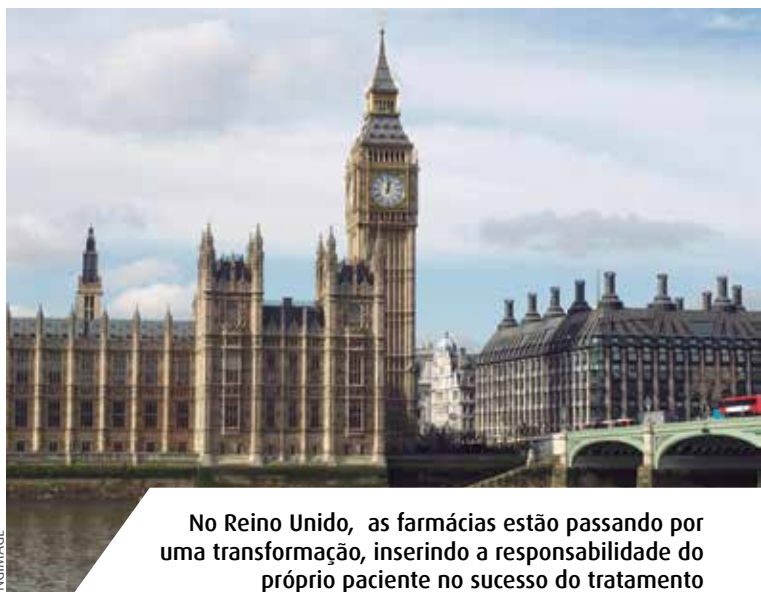 No Reino Unido, as farmácias estão passando por
uma transformação, inserindo a responsabilidade do
próprio paciente no sucesso do tratamento